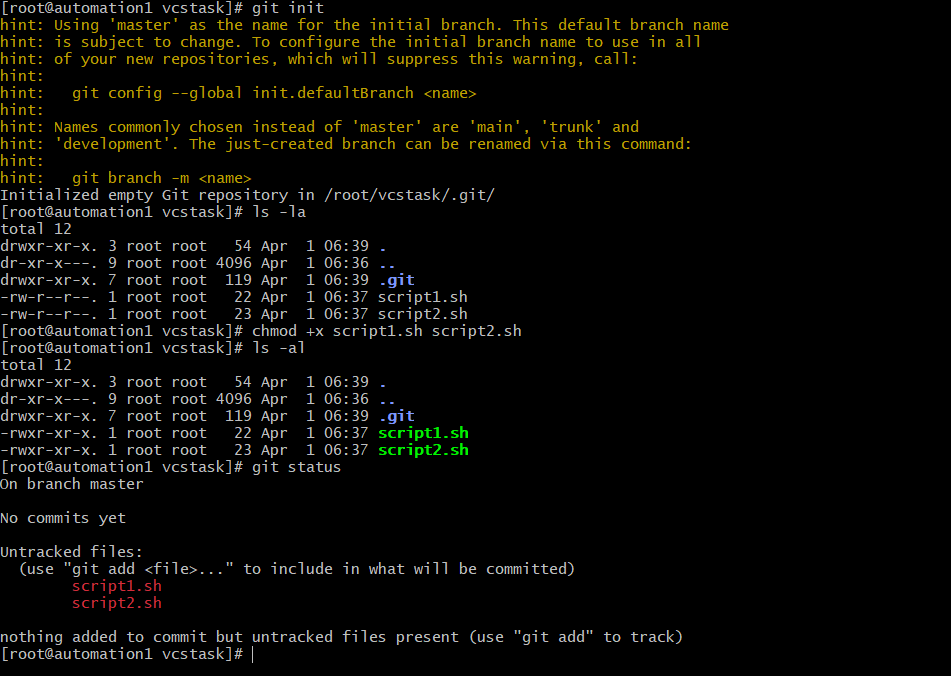 [root@automation1 vcstask]# git init
hint: Using 'master' as the name for the initial branch. This default branch name
hint: is subject to change. To configure the initial branch name to use in all
hint: of your new repositories, which will suppress this warning, call:
hint:
hint:   git config --global init.defaultBranch <name>
hint:
hint: Names commonly chosen instead of 'master' are 'main', 'trunk' and
hint: 'development'. The just-created branch can be renamed via this command:
hint:
hint:   git branch -m <name>
Initialized empty Git repository in /root/vcstask/.git/
[root@automation1 vcstask]# ls -la
total 12
drwxr-xr-x. 3 root root   54 Apr  1 06:39 .
dr-xr-x---. 9 root root 4096 Apr  1 06:36 ..
drwxr-xr-x. 7 root root  119 Apr  1 06:39 .git
-rw-r--r--. 1 root root   22 Apr  1 06:37 script1.sh
-rw-r--r--. 1 root root   23 Apr  1 06:37 script2.sh
[root@automation1 vcstask]# chmod +x script1.sh script2.sh
[root@automation1 vcstask]# ls -al
total 12
drwxr-xr-x. 3 root root   54 Apr  1 06:39 .
dr-xr-x---. 9 root root 4096 Apr  1 06:36 ..
drwxr-xr-x. 7 root root  119 Apr  1 06:39 .git
-rwxr-xr-x. 1 root root   22 Apr  1 06:37 script1.sh
-rwxr-xr-x. 1 root root   23 Apr  1 06:37 script2.sh
[root@automation1 vcstask]# git status
On branch master

No commits yet

Untracked files:
  (use "git add <file>..." to include in what will be committed)
        script1.sh
        script2.sh

nothing added to commit but untracked files present (use "git add" to track)
[root@automation1 vcstask]#